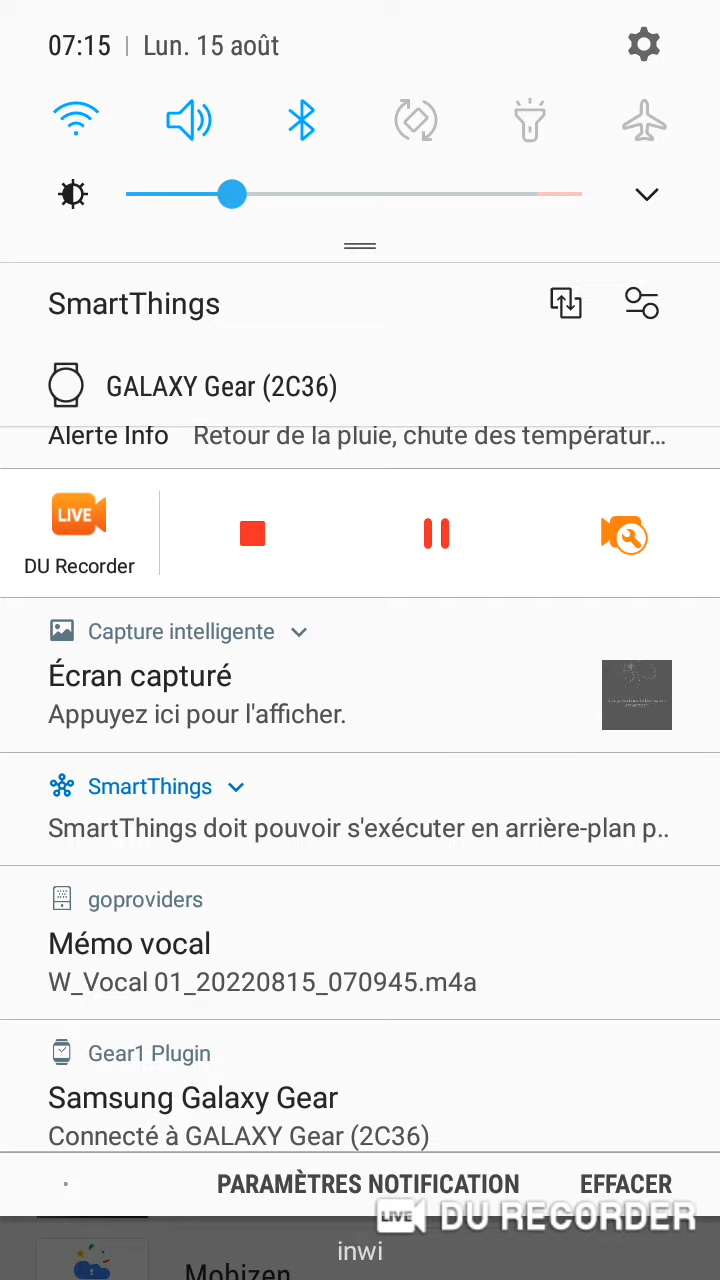 07:15 | Lun. 15 août
SmartThings
GALAXY Gear (2C36)
Alerte Info Retour de la pluie, chute des températur...
LIVE
DU Recorder
Capture intelligente
Écran capturé
Appuyez ici pour l'afficher.
SmartThings
SmartThings doit pouvoir s'exécuter en arrière-plan p..
goproviders
Mémo vocal
W_Vocal 01_20220815_070945.m4a
Gear1 Plugin
Samsung Galaxy Gear
Connecté à GALAXY Gear (2C36)
PARAMÈTRES NOTIFICATION EFFACER
LIVE DU RECORDER
inwi
Mobizen